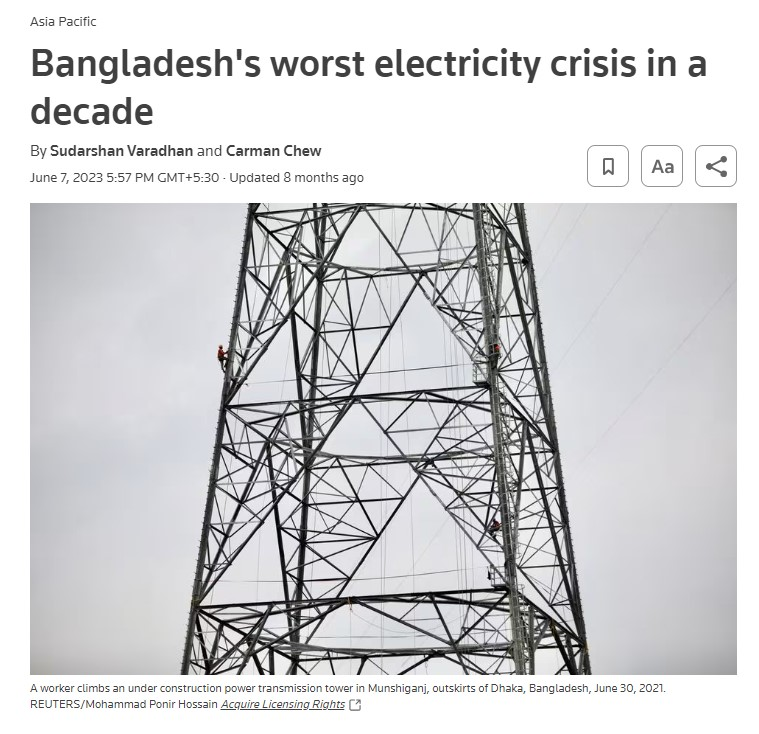 Asia Pacific
Bangladesh's worst electricity crisis in a
decade
By Sudarshan Varadhan and Carman Chew
June 7, 2023 5:57 PM GMT+5:30 · Updated 8 months ago
Aa
A worker climbs an under construction power transmission tower in Munshiganj, outskirts of Dhaka, Bangladesh, June 30, 2021.
REUTERS/Mohammad Ponir Hossain Acquire Licensing Rights